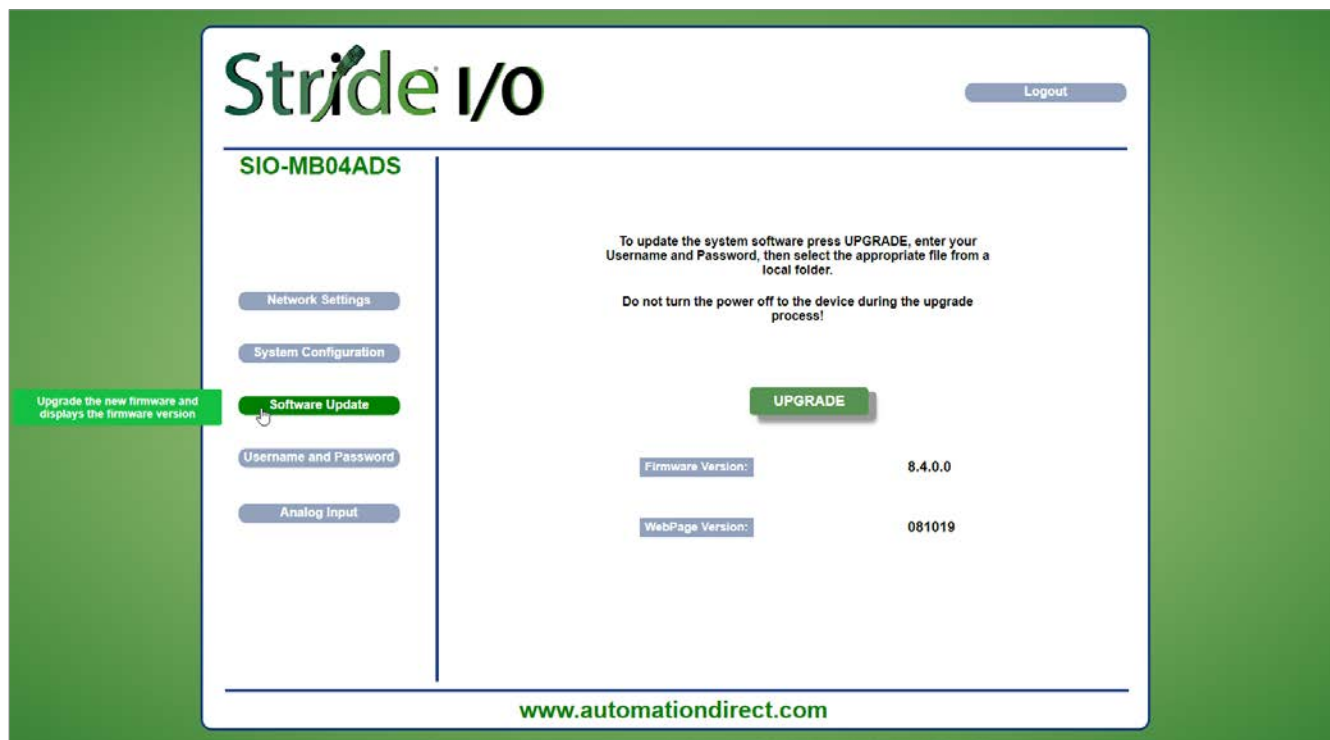 Stride I/O
Logout
SIO-MB04ADS
To update the system software press UPGRADE, enter your
Username and Password, then select the appropriate file from a
local folder.
Do not turn the power off to the device during the upgrade
process!
Network Settings
System Configuration
Software Update
Username and Password
Analog Input
Upgrade the new firmware and
displays the firmware version
UPGRADE
Firmware Version: 8.4.0.0
WebPage Version: 081019
www.automationdirect.com